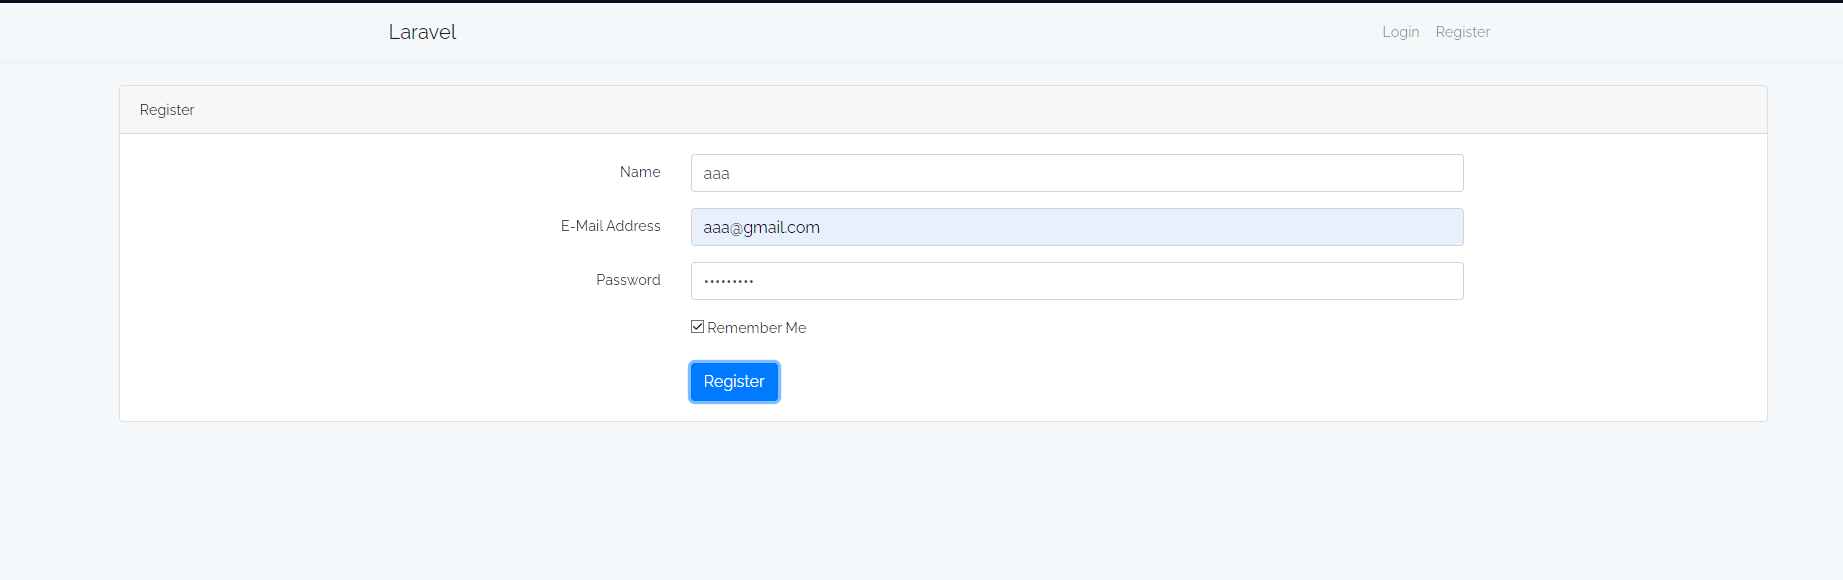 Laravel
Login Register
Register
Name aaa
E-Mail Address aaa@gmail.com
Password •••••••••
Remember Me
Register